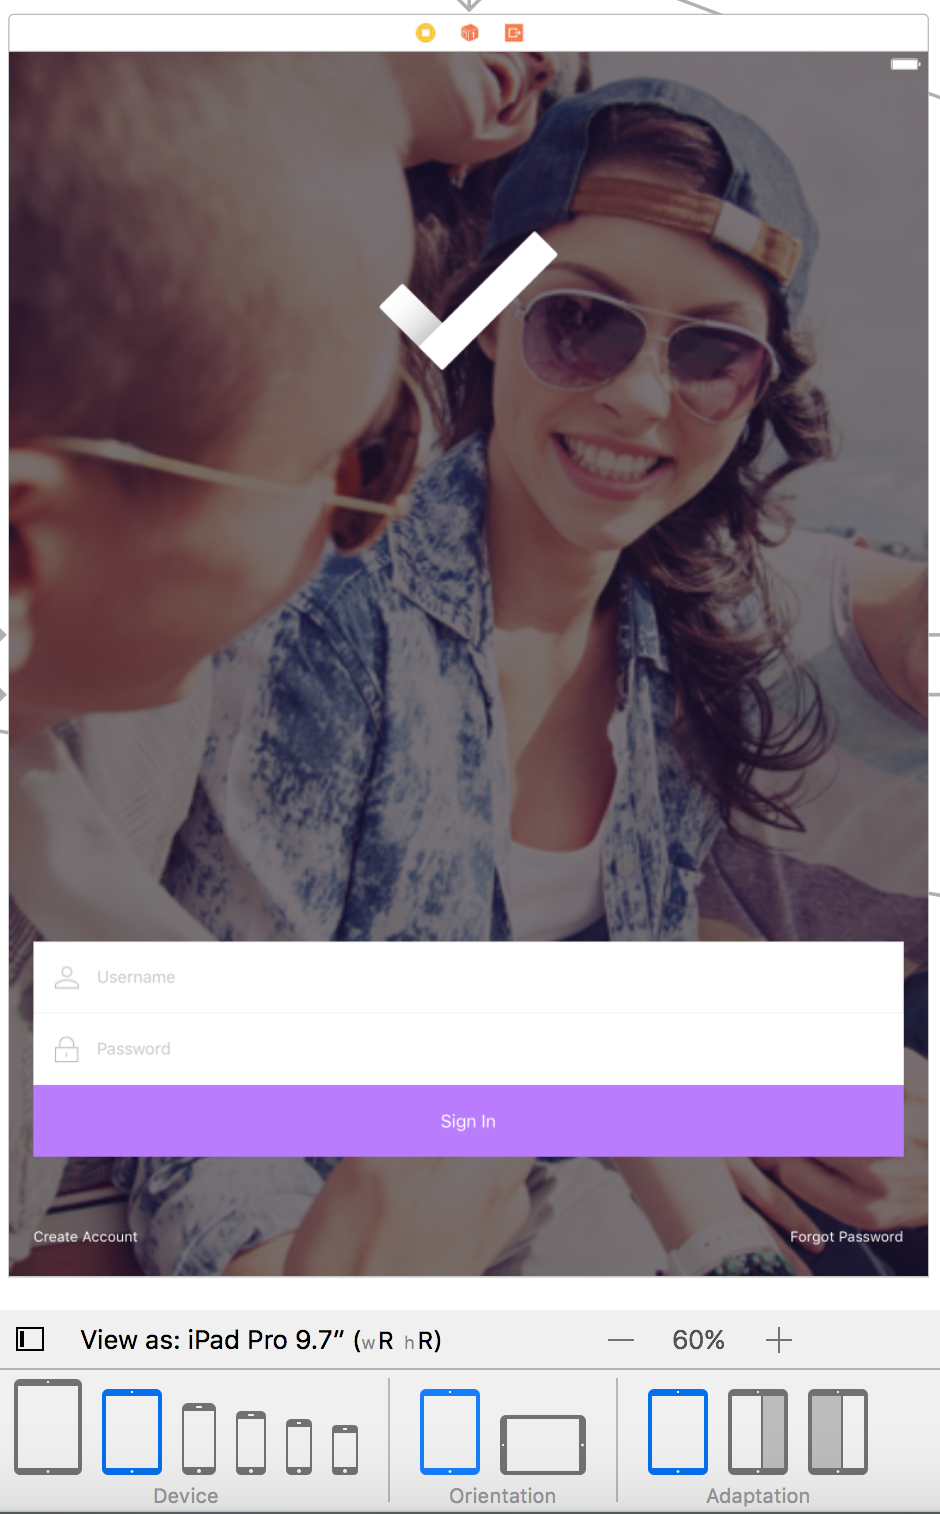 Username
Password
Sign In
Create Account
Forgot Password
View as: iPad Pro 9.7″ (wR hR)
60%
Device
Orientation
Adaptation